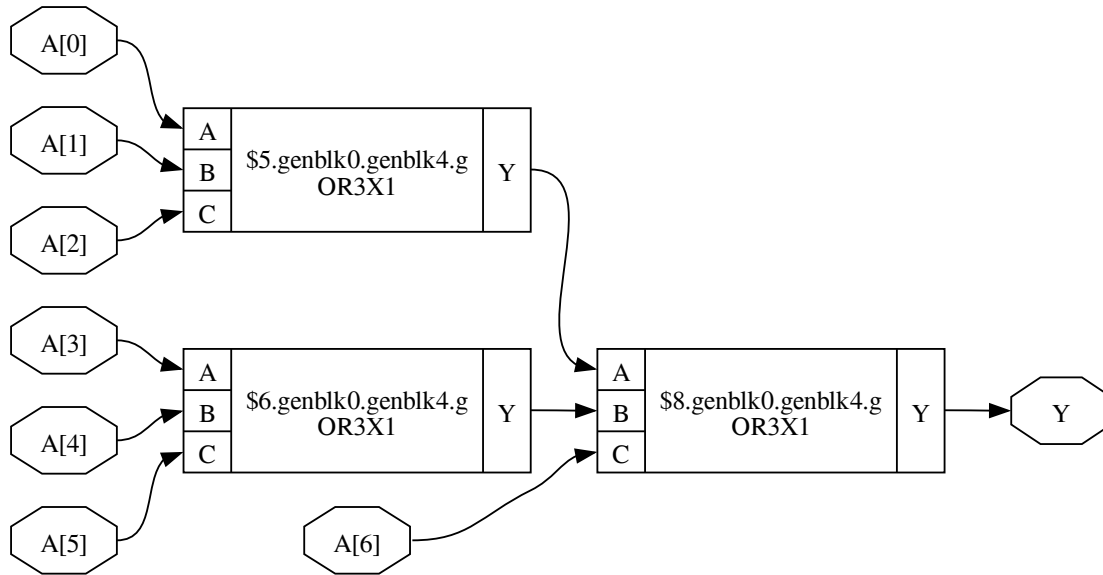 A[0]
A[1]
A[2]
A
B
C
$5.genblk0.genblk4.g
OR3X1
Y
A[3]
A[4]
A[5]
A
B
C
$6.genblk0.genblk4.g
OR3X1
Y
A[6]
A
B
C
$8.genblk0.genblk4.g
OR3X1
Y
Y